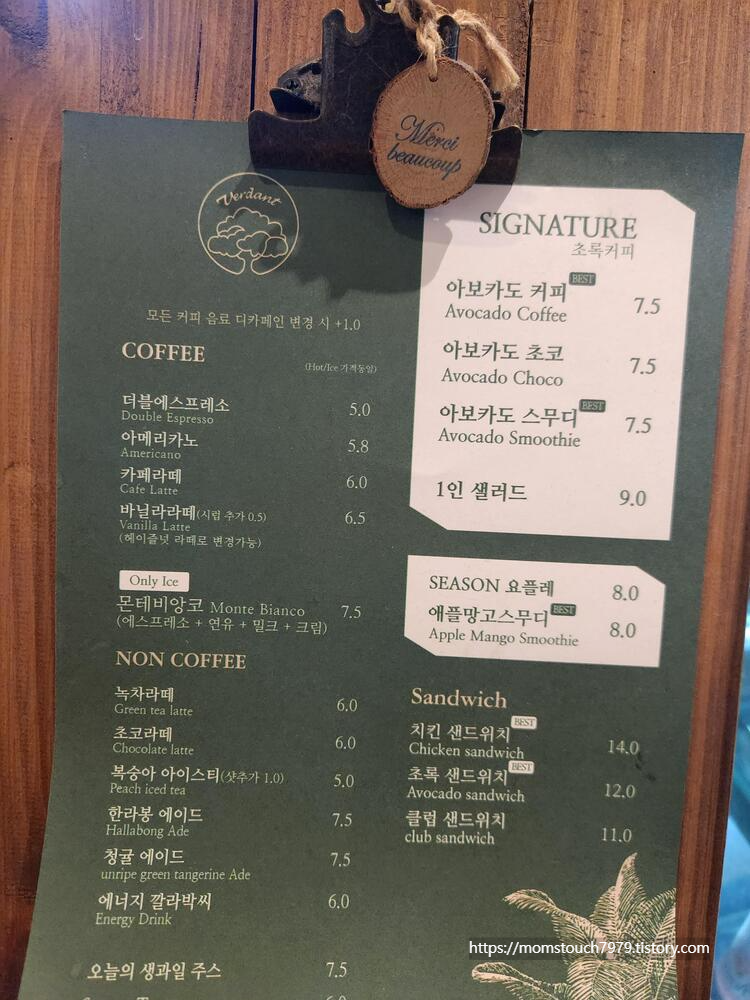 Merci
beaucoup
Verdant
모든 커피 음료 디카페인 변경 시 +1.0
COFFEE
(Hot/Ice 가격동일)
더블에스프레소 5.0
Double Espresso
아메리카노 5.8
Americano
카페라떼 6.0
Cafe Latte
바닐라라떼(시럽 추가 0.5) 6.5
Vanilla Latte
(헤이즐넛 라떼로 변경가능)
Only Ice
몬테비앙코 Monte Bianco 7.5
(에스프레소 + 연유 + 밀크 + 크림)
NON COFFEE
녹차라떼 6.0
Green tea latte
초코라떼 6.0
Chocolate latte
복숭아 아이스티(샷추가 1.0) 5.0
Peach iced tea
한라봉 에이드 7.5
Hallabong Ade
청귤 에이드 7.5
unripe green tangerine Ade
에너지 깔라박씨 6.0
Energy Drink
오늘의 생과일 주스 7.5
SIGNATURE
초록커피
아보카도 커피 BEST 7.5
Avocado Coffee
아보카도 초코 7.5
Avocado Choco
아보카도 스무디 BEST 7.5
Avocado Smoothie
1인 샐러드 9.0
SEASON 요플레 8.0
애플망고스무디 BEST 8.0
Apple Mango Smoothie
Sandwich
치킨 샌드위치 BEST 14.0
Chicken sandwich
초록 샌드위치 BEST 12.0
Avocado sandwich
클럽 샌드위치 11.0
club sandwich
https://momstouch7979.tistory.com